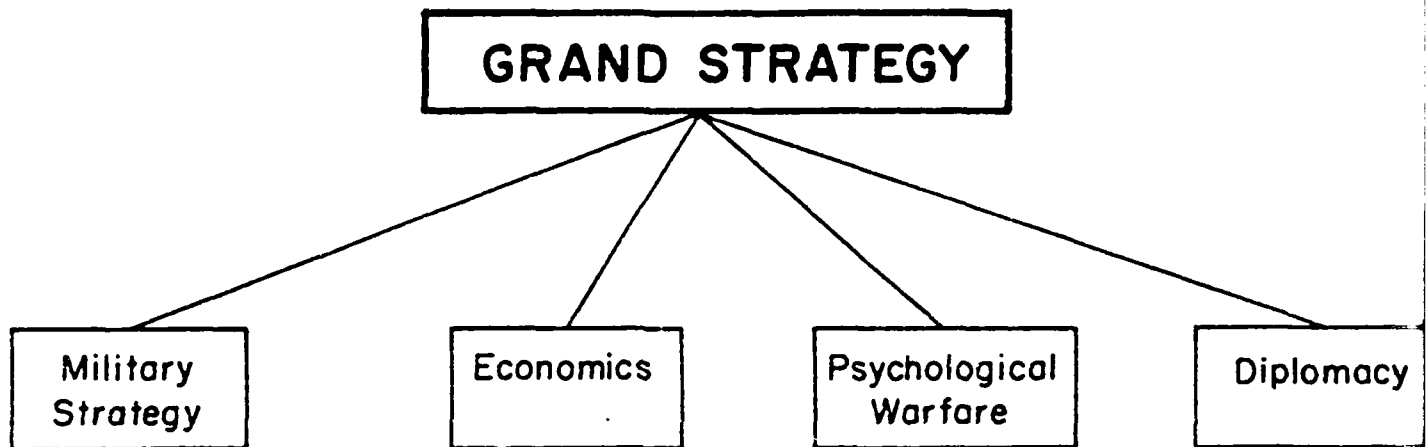 GRAND STRATEGY
Military
Strategy
Economics
Psychological
Warfare
Diplomacy